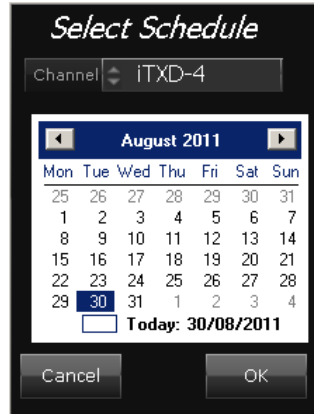 Select Schedule
Channel iTXD-4
August 2011
Mon Tue Wed Thu Fri Sat Sun
25 26 27 28 29 30 31
1 2 3 4 5 6 7
8 9 10 11 12 13 14
15 16 17 18 19 20 21
22 23 24 25 26 27 28
29 30 31 1 2 3 4
Today: 30/08/2011
Cancel OK